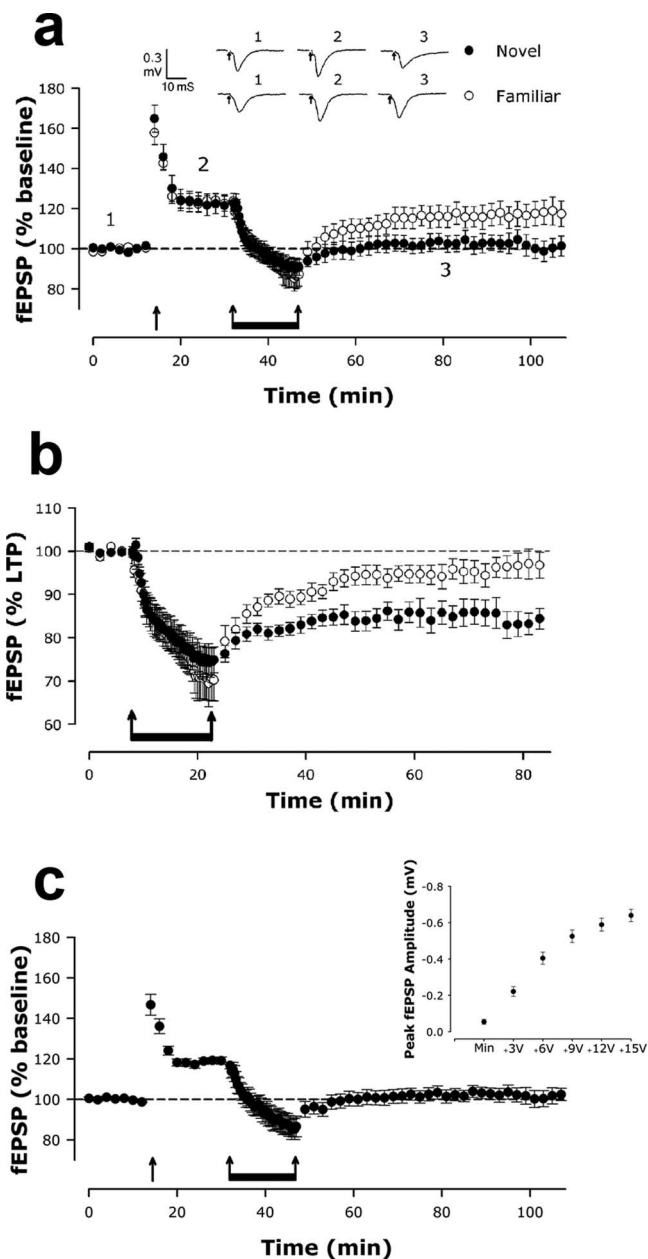 a
1 2 3
0.3
mV
10 mS
Novel
1 2 3
Familiar
fEPSP (% baseline)
180
160
140
120
100
80
1
2
3
0 20 40 60 80 100
Time (min)
b
fEPSP (% LTP)
110
100
90
80
70
60
0 20 40 60 80
Time (min)
c
fEPSP (% baseline)
180
160
140
120
100
80
0 20 40 60 80 100
Time (min)
Peak fEPSP Amplitude (mV)
-0.8
-0.6
-0.4
-0.2
0.0
Min +3V +6V +9V +12V +15V